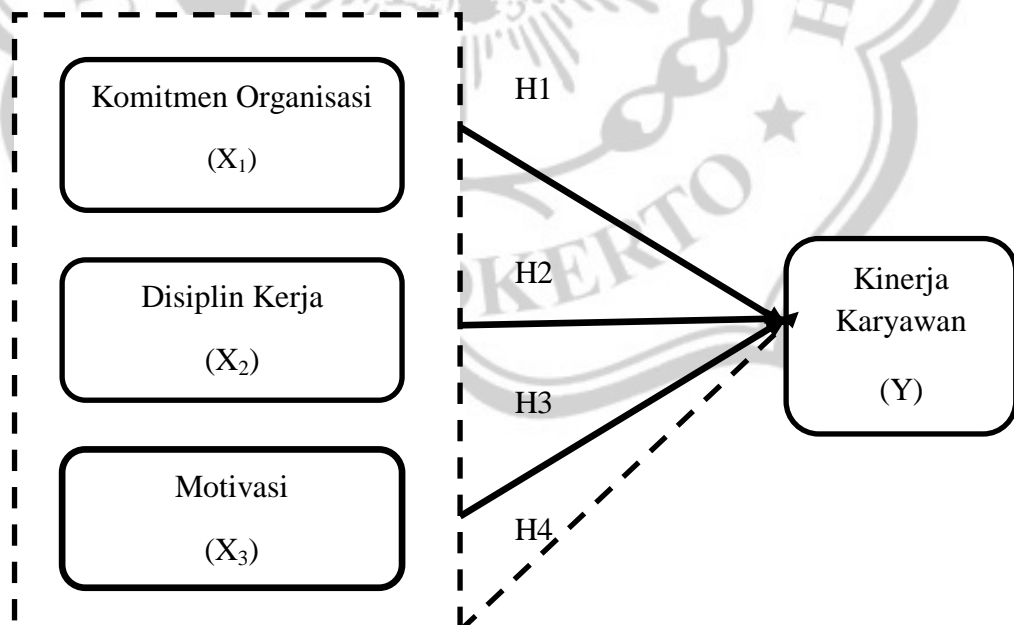 Komitmen Organisasi
(X₁)
H1
Disiplin Kerja
(X₂)
H2
Kinerja
Karyawan
(Y)
H3
Motivasi
(X₃)
H4